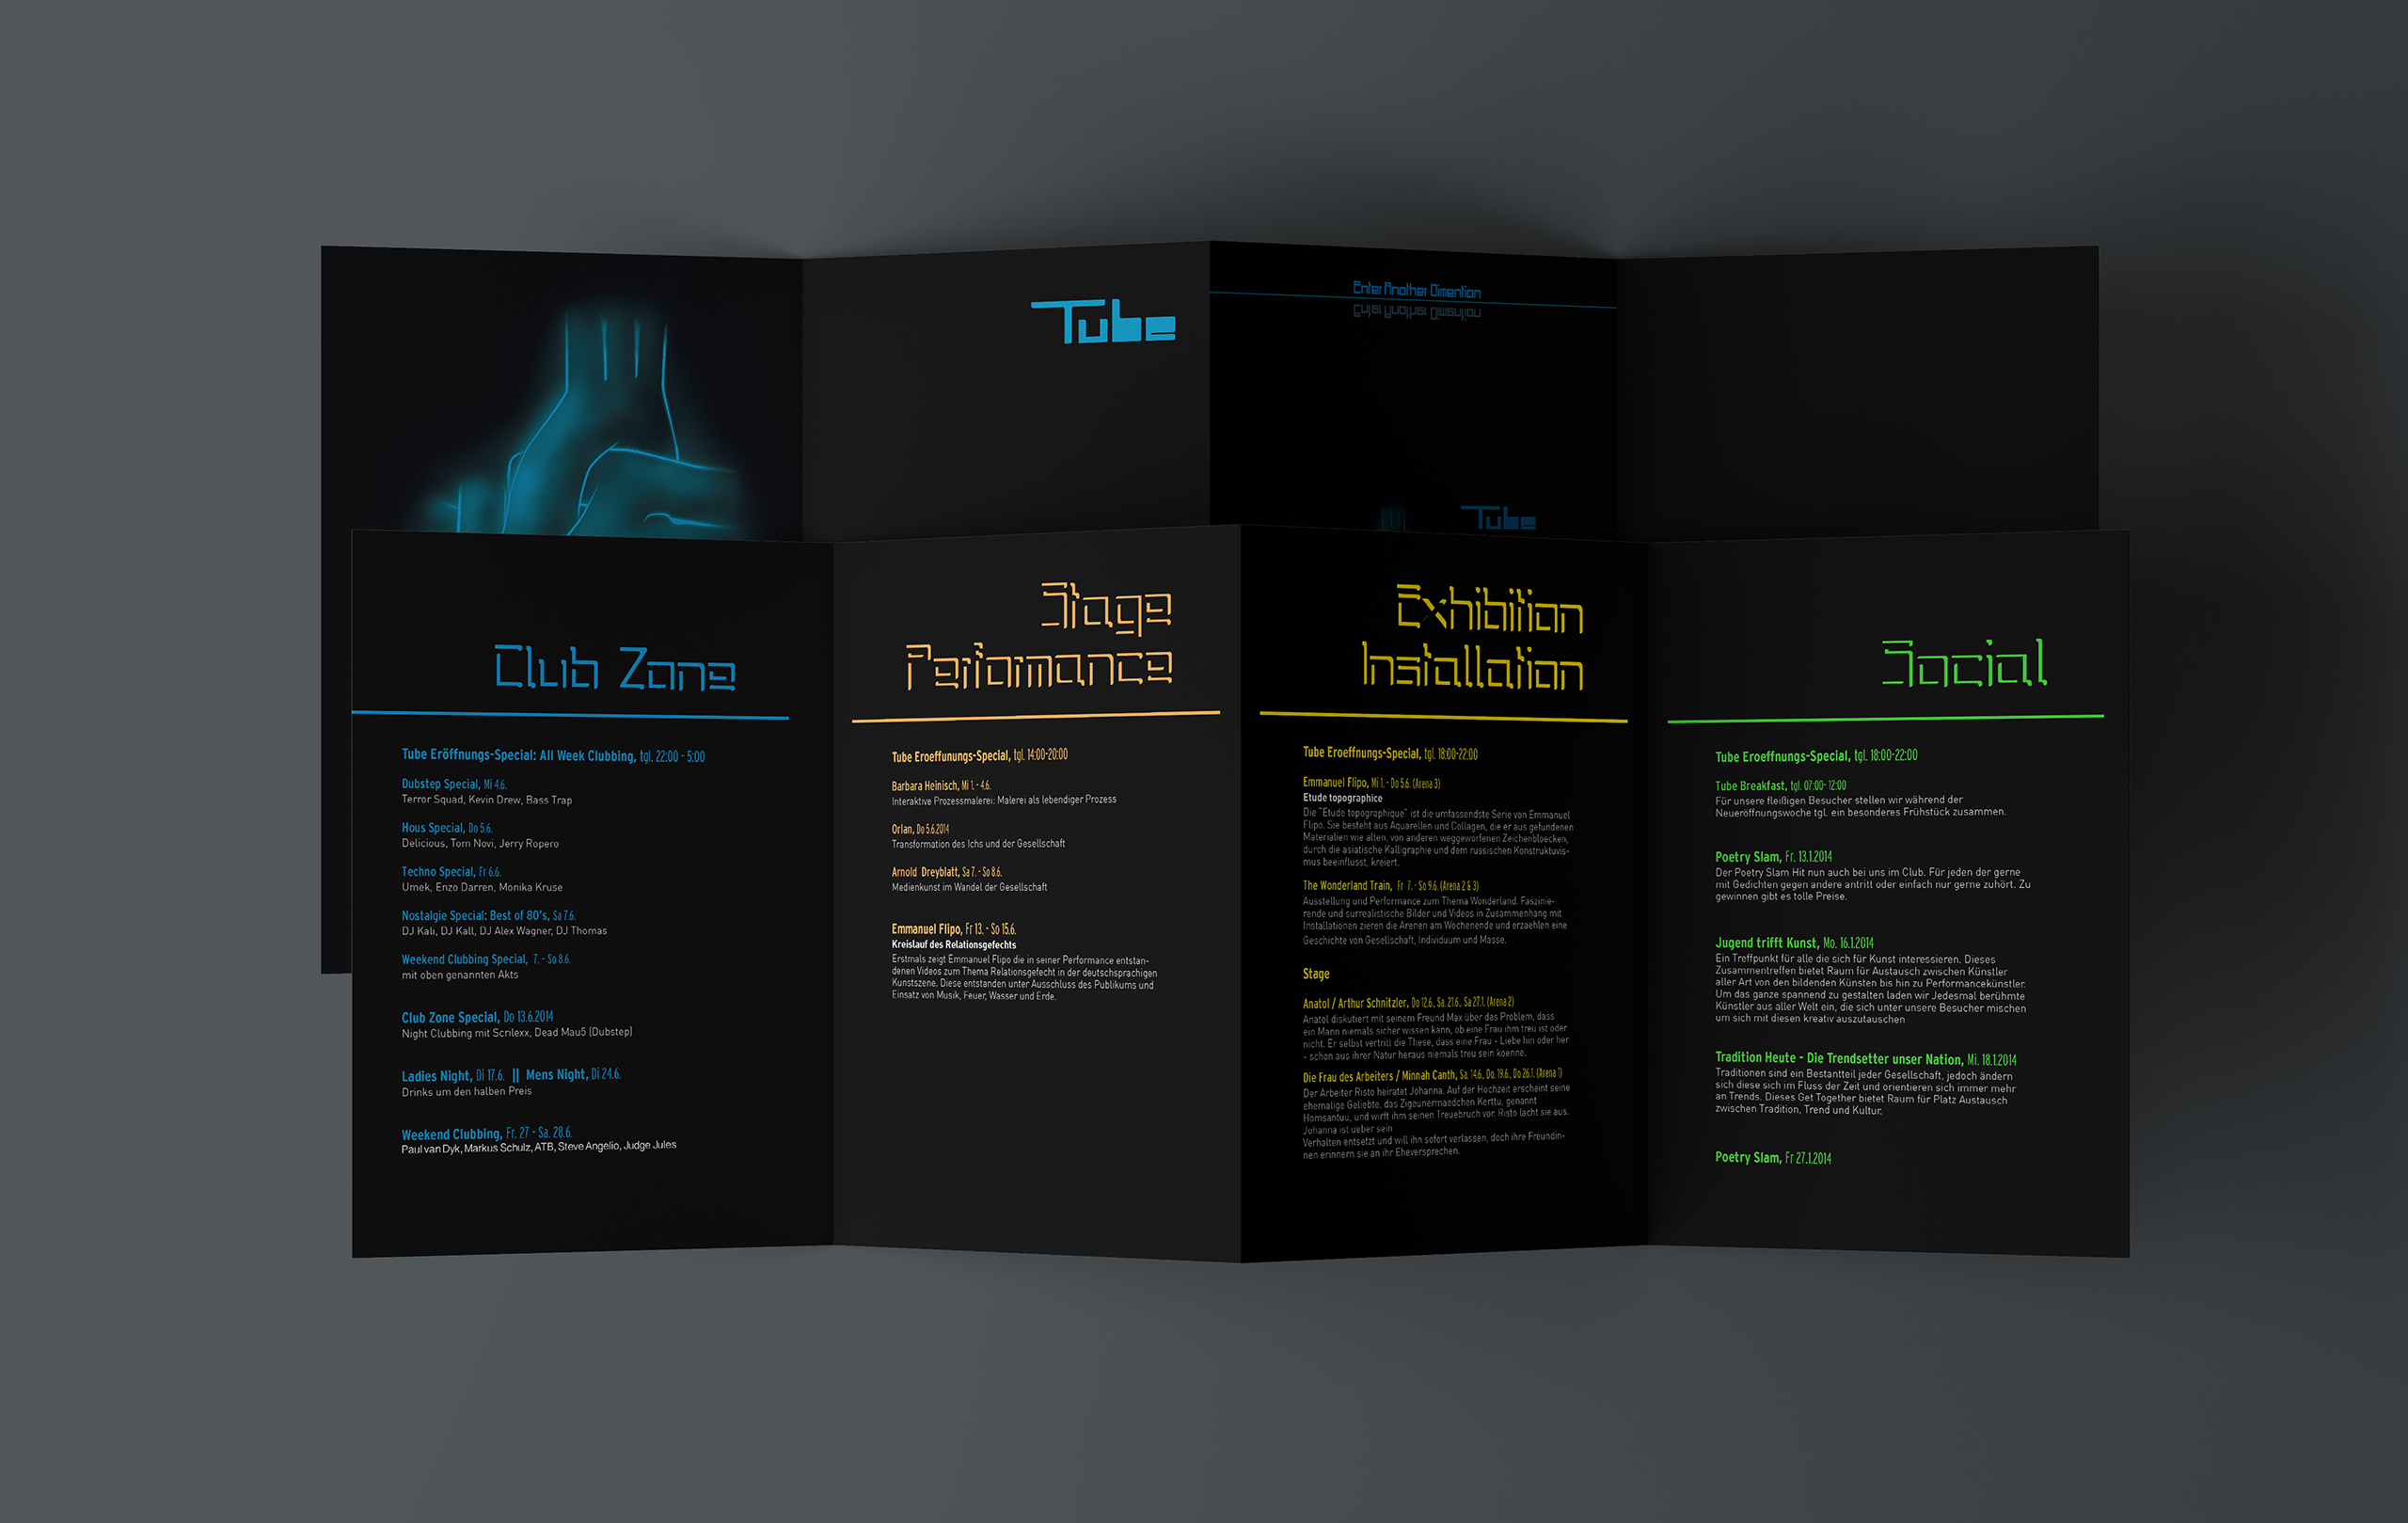 Tube
Enter Another Dimention
Tube
Club Zone
Tube Eröffnungs-Special: All Week Clubbing, tgl. 22:00 - 5:00
Dubstep Special, Mi 4.6.
Terror Squad, Kevin Drew, Bass Trap
Hous Special, Do 5.6.
Delicious, Tom Novi, Jerry Ropero
Techno Special, Fr 6.6.
Umek, Enzo Darren, Monika Kruse
Nostalgie Special: Best of 80's, Sa 7.6.
DJ Kali, DJ Kall, DJ Alex Wagner, DJ Thomas
Weekend Clubbing Special, 7. - So 8.6.
mit oben genannten Akts
Club Zone Special, Do 13.6.2014
Night Clubbing mit Scrilexx, Dead Mau5 (Dubstep)
Ladies Night, Di 17.6. || Mens Night, Di 24.6.
Drinks um den halben Preis
Weekend Clubbing, Fr. 27 - Sa. 28.6.
Paul van Dyk, Markus Schulz, ATB, Steve Angelio, Judge Jules
Stage
Perfomance
Tube Eroeffunungs-Special, tgl. 14:00-20:00
Barbara Heinisch, Mi 1. - 4.6.
Interaktive Prozessmalerei: Malerei als lebendiger Prozess
Orlan, Do 5.6.2014
Transformation des Ichs und der Gesellschaft
Arnold Dreyblatt, Sa 7. - So 8.6.
Medienkunst im Wandel der Gesellschaft
Emmanuel Flipo, Fr 13. - So 15.6.
Kreislauf des Relationsgefechts
Erstmals zeigt Emmanuel Flipo die in seiner Performance entstan-
denen Videos zum Thema Relationsgefecht in der deutschsprachigen
Kunstszene. Diese entstanden unter Ausschluss des Publikums und
Einsatz von Musik, Feuer, Wasser und Erde.
Exhibition
Installation
Tube Eroeffnungs-Special, tgl. 18:00-22:00
Emmanuel Flipo, Mi 1. - Do 5.6. (Arena 3)
Etude topographice
Die "Etude topographique" ist die umfassendste Serie von Emmanuel
Flipo. Sie besteht aus Aquarellen und Collagen, die er aus gefundenen
Materialien wie alten, von anderen weggeworfenen Zeichenbloecken,
durch die asiatische Kalligraphie und dem russischen Konstruktuvis-
mus beeinflusst, kreiert.
The Wonderland Train, Fr 7. - So 9.6. (Arena 2 & 3)
Ausstellung und Performance zum Thema Wonderland. Faszinie-
rende und surrealistische Bilder und Videos in Zusammenhang mit
Installationen zieren die Arenen am Wochenende und erzaehlen eine
Geschichte von Gesellschaft, Individuum und Masse.
Stage
Anatol / Arthur Schnitzler, Do 12.6., Sa. 21.6., Sa 27.1. (Arena 2)
Anatol diskutiert mit seinem Freund Max über das Problem, dass
ein Mann niemals sicher wissen kann, ob eine Frau ihm treu ist oder
nicht. Er selbst vertritt die These, dass eine Frau - Liebe hin oder her
- schon aus ihrer Natur heraus niemals treu sein koenne.
Die Frau des Arbeiters / Minnah Canth, Sa. 14.6., Do. 19.6., Do 26.1. (Arena 1)
Der Arbeiter Risto heiratet Johanna. Auf der Hochzeit erscheint seine
ehemalige Geliebte, das Zigeunermaedchen Kerttu, genannt
Homsantuu, und wirft ihm seinen Treuebruch vor. Risto lacht sie aus.
Johanna ist ueber sein
Verhalten entsetzt und will ihn sofort verlassen, doch ihre Freundin-
nen erinnern sie an ihr Eheversprechen.
Social
Tube Eroeffnungs-Special, tgl. 18:00-22:00
Tube Breakfast, tgl. 07:00- 12:00
Für unsere fleißigen Besucher stellen wir während der
Neueröffnungswoche tgl. ein besonderes Frühstück zusammen.
Poetry Slam, Fr. 13.1.2014
Der Poetry Slam Hit nun auch bei uns im Club. Für jeden der gerne
mit Gedichten gegen andere antritt oder einfach nur gerne zuhört. Zu
gewinnen gibt es tolle Preise.
Jugend trifft Kunst, Mo. 16.1.2014
Ein Treffpunkt für alle die sich für Kunst interessieren. Dieses
Zusammentreffen bietet Raum für Austausch zwischen Künstler
aller Art von den bildenden Künsten bis hin zu Performancekünstler.
Um das ganze spannend zu gestalten laden wir Jedesmal berühmte
Künstler aus aller Welt ein, die sich unter unsere Besucher mischen
um sich mit diesen kreativ auszutauschen
Tradition Heute - Die Trendsetter unser Nation, Mi. 18.1.2014
Traditionen sind ein Bestantteil jeder Gesellschaft, jedoch ändern
sich diese sich im Fluss der Zeit und orientieren sich immer mehr
an Trends. Dieses Get Together bietet Raum für Platz Austausch
zwischen Tradition, Trend und Kultur.
Poetry Slam, Fr 27.1.2014